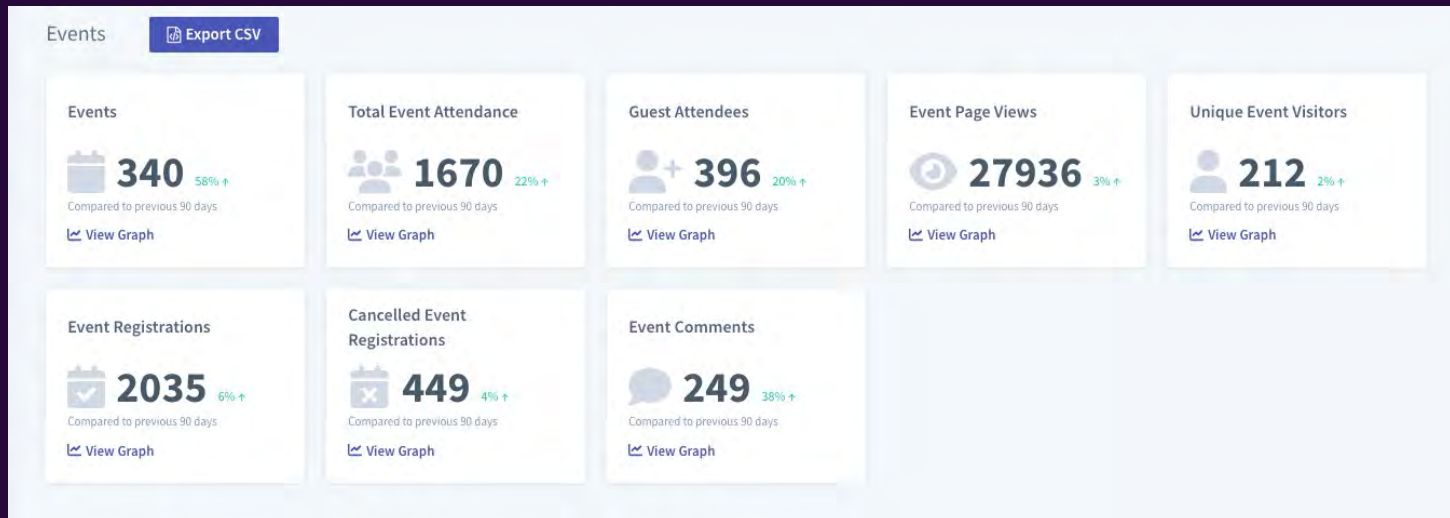 Events
Export CSV
Events
340 58% ↑
Compared to previous 90 days
View Graph
Total Event Attendance
1670 22% ↑
Compared to previous 90 days
View Graph
Guest Attendees
396 20% ↑
Compared to previous 90 days
View Graph
Event Page Views
27936 3% ↑
Compared to previous 90 days
View Graph
Unique Event Visitors
212 2% ↑
Compared to previous 90 days
View Graph
Event Registrations
2035 6% ↑
Compared to previous 90 days
View Graph
Cancelled Event
Registrations
449 4% ↑
Compared to previous 90 days
View Graph
Event Comments
249 38% ↑
Compared to previous 90 days
View Graph